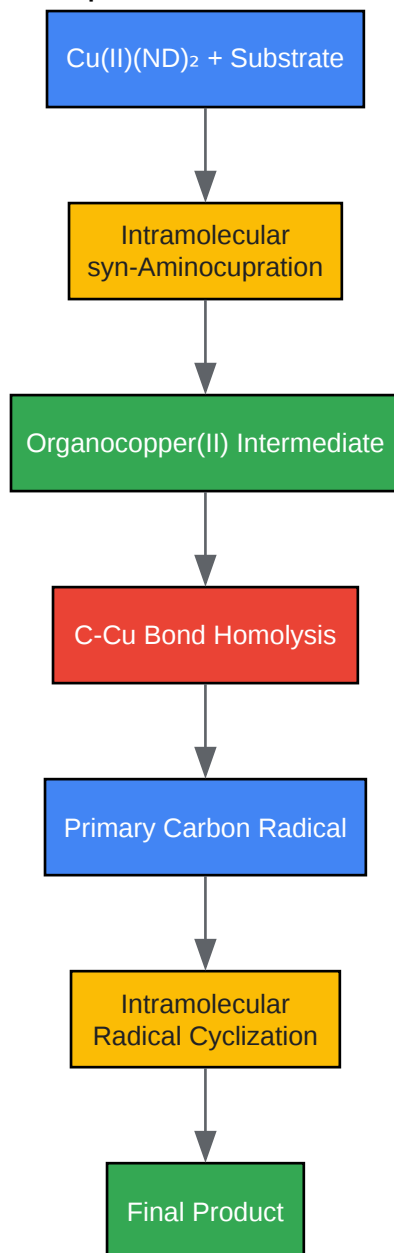 Cu(II)(ND)₂ + Substrate
Intramolecular
syn-Aminocupration
Organocopper(II) Intermediate
C-Cu Bond Homolysis
Primary Carbon Radical
Intramolecular
Radical Cyclization
Final Product